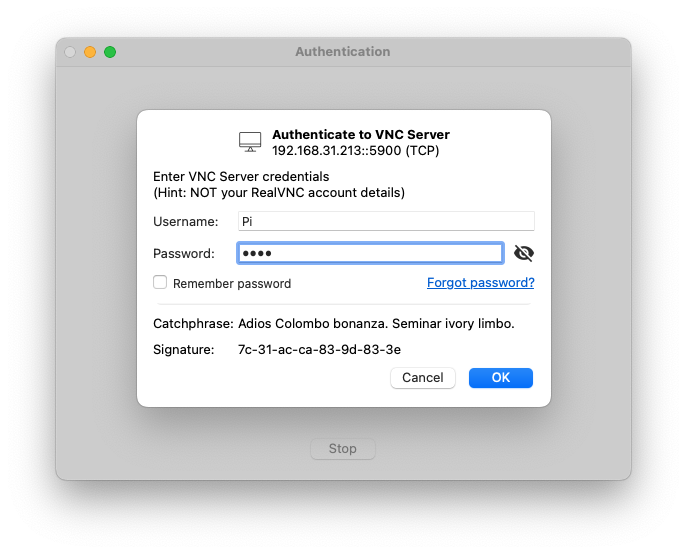 Authentication
Authenticate to VNC Server
192.168.31.213::5900 (TCP)
Enter VNC Server credentials
(Hint: NOT your RealVNC account details)
Username: Pi
Password: ••••
Remember password Forgot password?
Catchphrase: Adios Colombo bonanza. Seminar ivory limbo.
Signature: 7c-31-ac-ca-83-9d-83-3e
Cancel OK
Stop